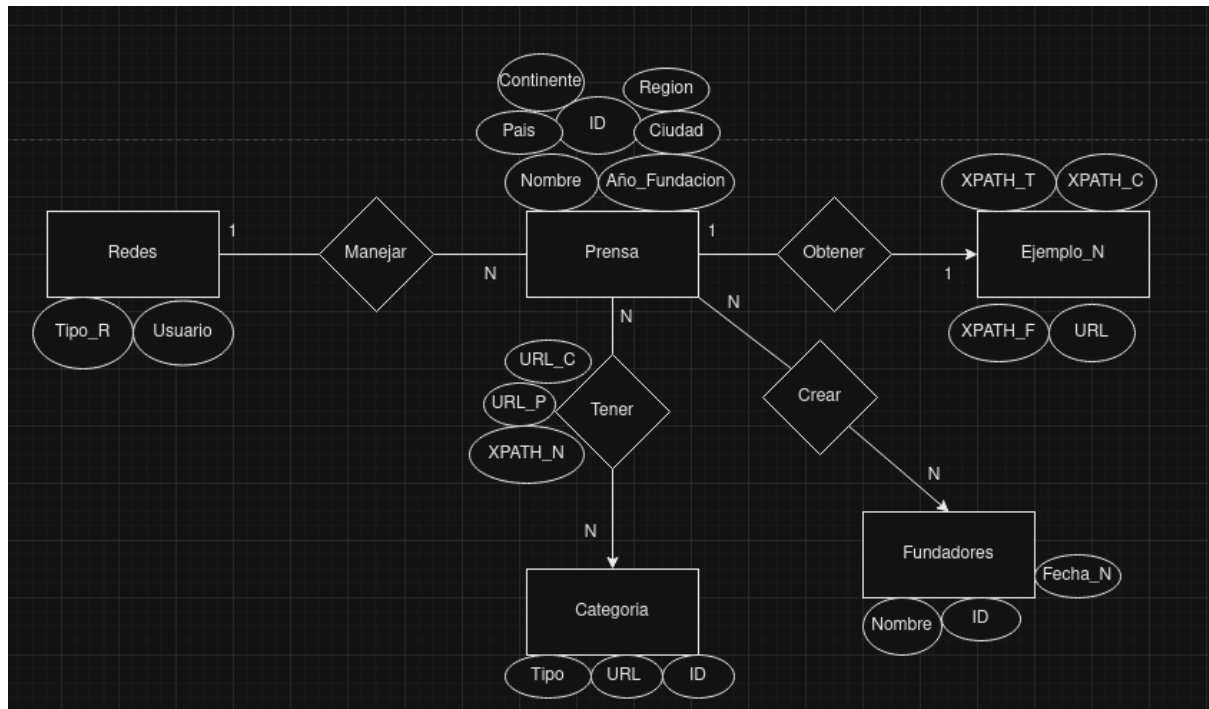 Continente
Region
ID
Pais
Ciudad
Nombre
Año_Fundacion
XPATH_T
XPATH_C
Redes
1
Manejar
N
Prensa
1
Obtener
1
Ejemplo_N
Tipo_R
Usuario
N
N
XPATH_F
URL
URL_C
URL_P
Tener
XPATH_N
Crear
N
N
Categoria
Tipo
URL
ID
Fundadores
Fecha_N
Nombre
ID